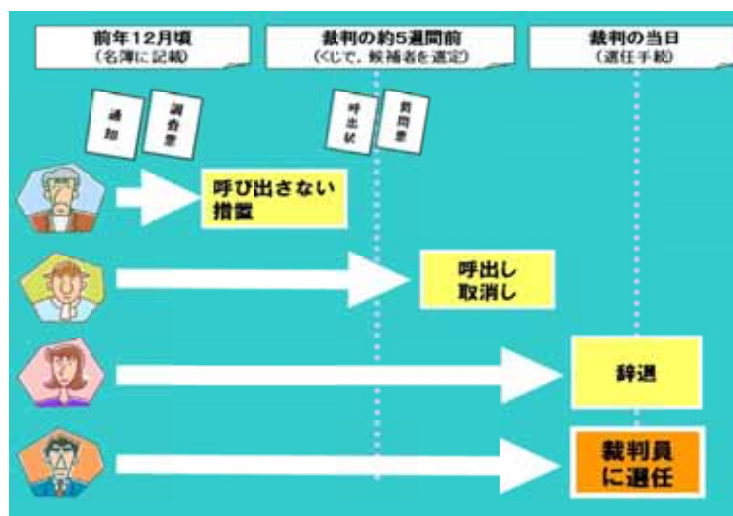 前年12月頃
(名簿に記載)
裁判の約5週間前
(くじで,候補者を選定)
裁判の当日
(選任手続)
通知
調査票
呼出状
質問票
呼び出さない
措置
呼出し
取消し
辞退
裁判員
に選任